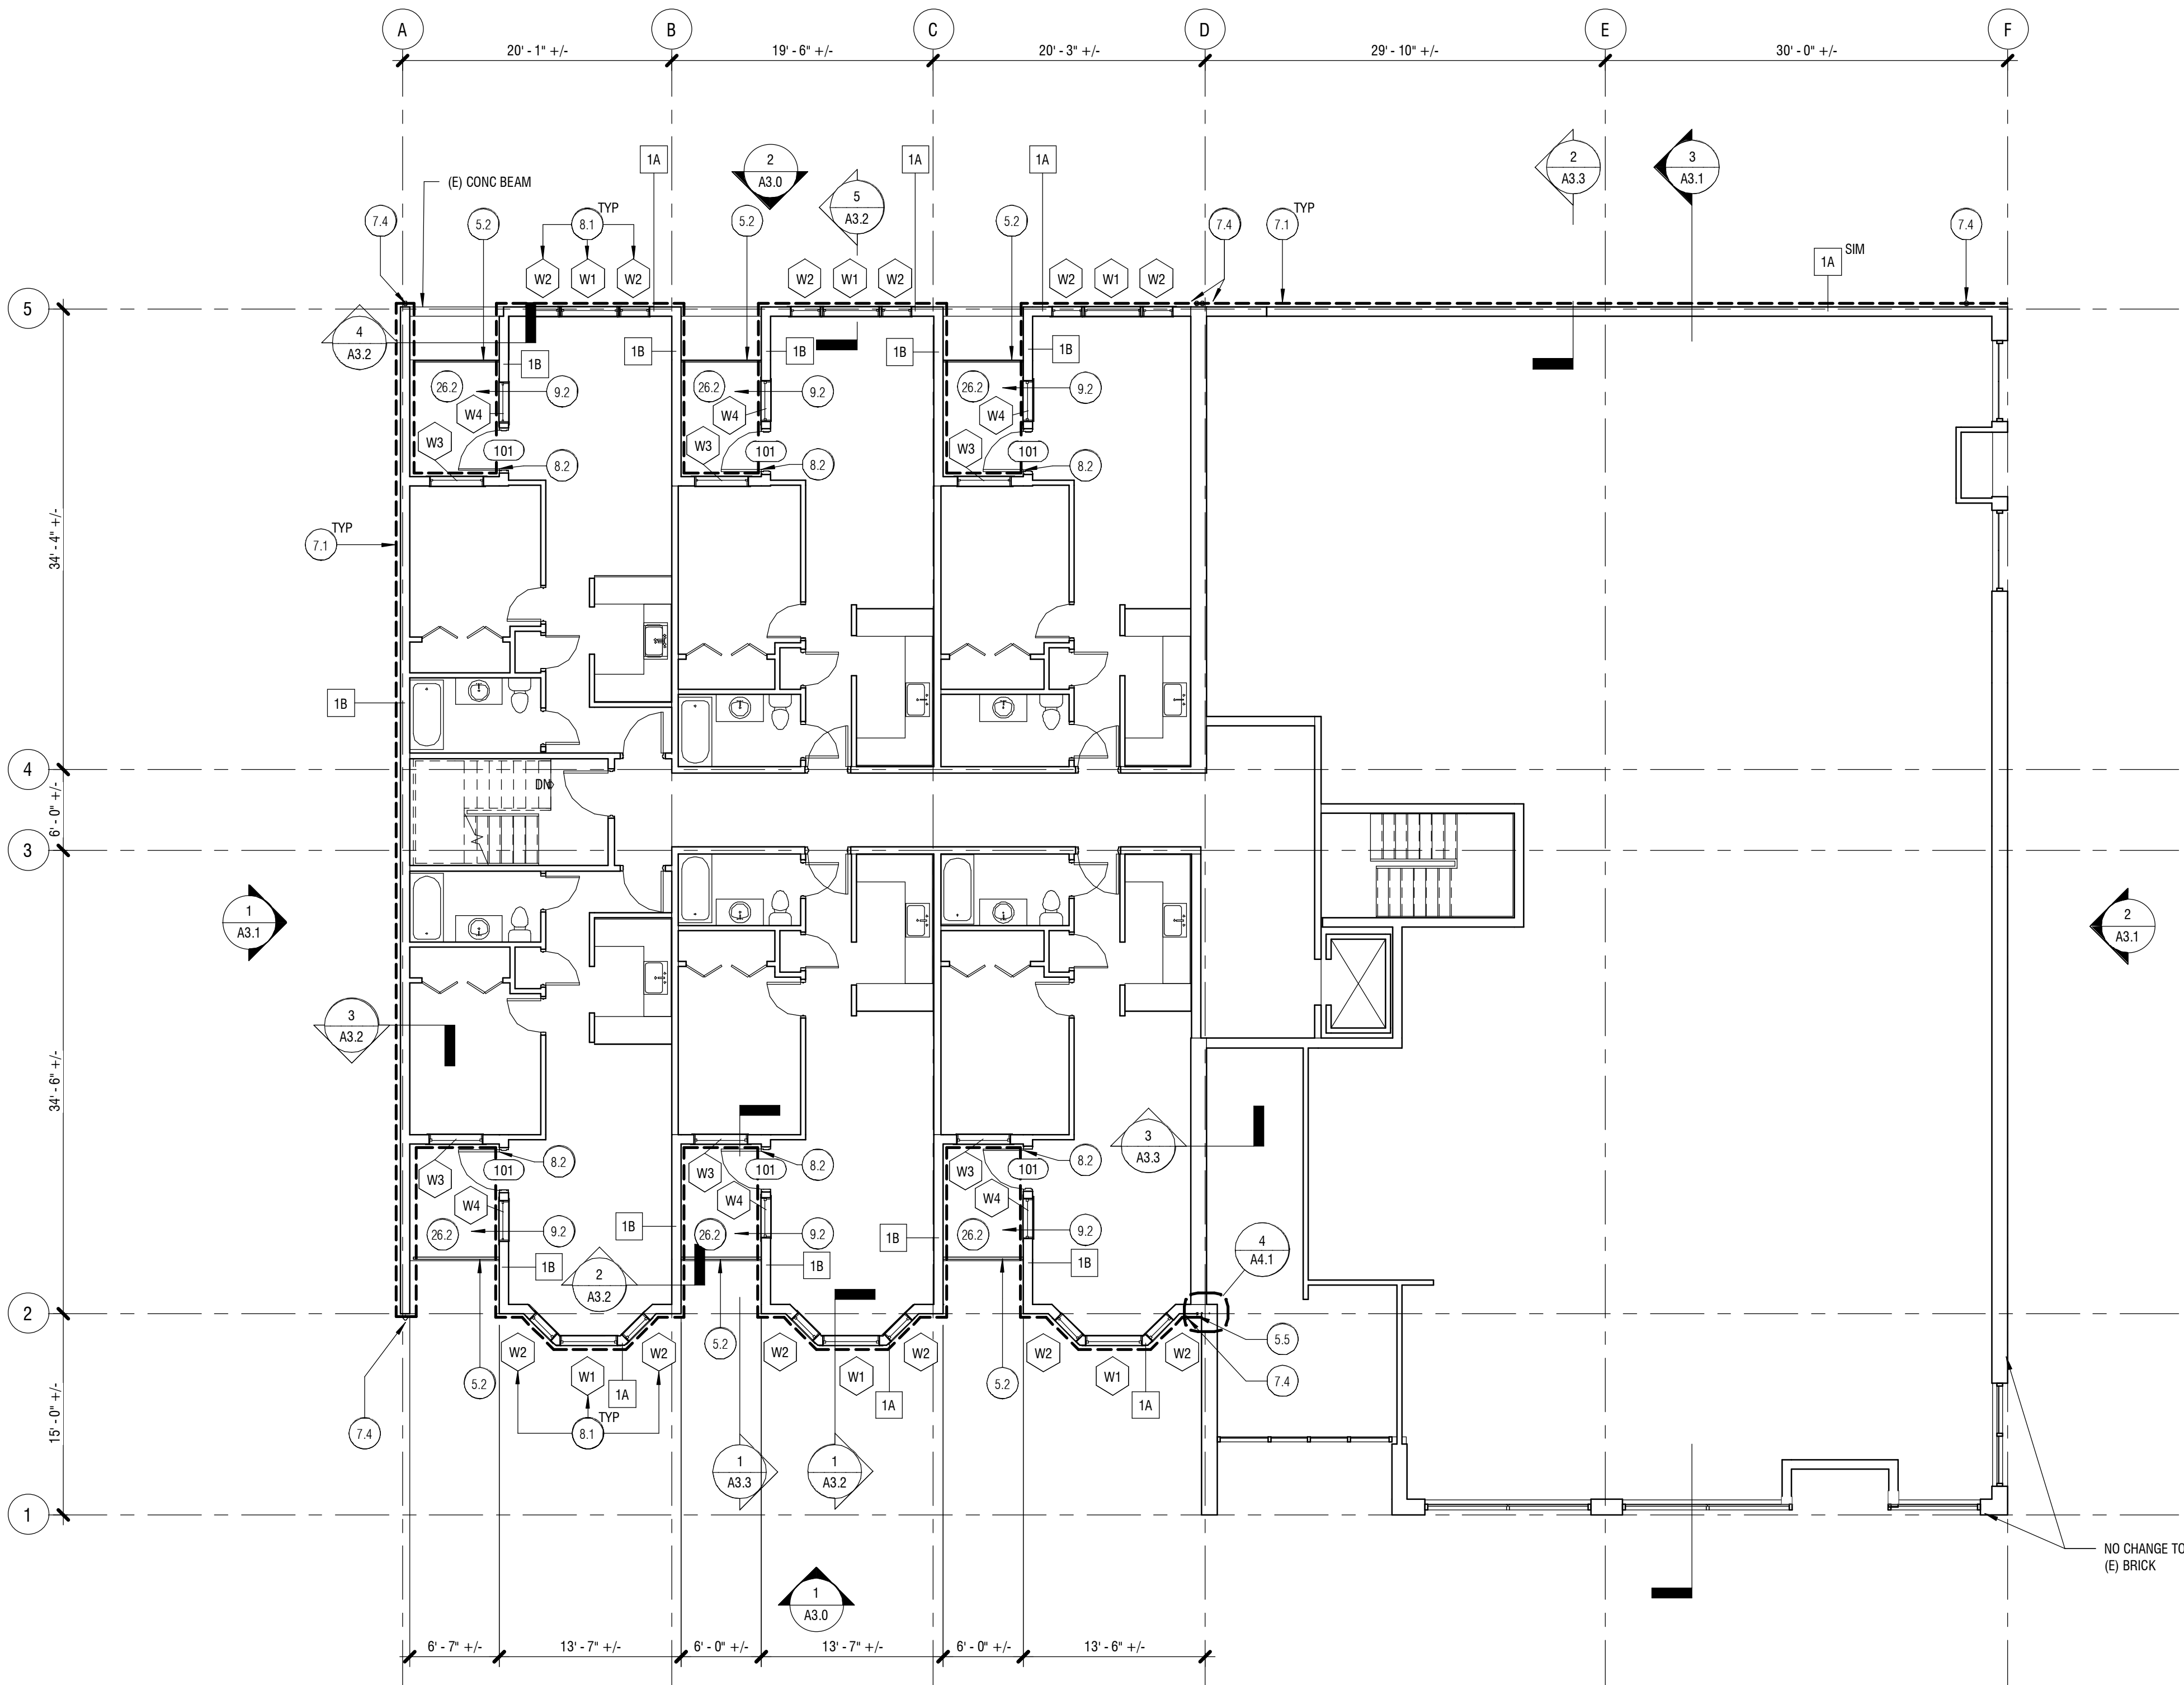 A B C D E F
20' - 1" +/- 19' - 6" +/- 20' - 3" +/- 29' - 10" +/- 30' - 0" +/-
1A 2 A3.0 1A 1A 2 A3.3 3 A3.1
(E) CONC BEAM
5 A3.2
7.4 5.2 8.1 TYP 5.2 5.2 7.4 7.1 TYP 7.4
1A SIM
W2 W1 W2 W2 W1 W2 W2 W1 W2
5
4 A3.2
1B 1B 1B 1B 1B
26.2 9.2 26.2 9.2 26.2 9.2
W4 W4 W4
W3 101 W3 101 W3 101
8.2 8.2 8.2
34' - 4" +/-
7.1 TYP
1B
4
DN
6' - 0" +/-
3
1 A3.1
2 A3.1
3 A3.2
34' - 6" +/-
3 A3.3
8.2 8.2 8.2
W3 101 W3 101 W3 101
W4 W4 W4
26.2 9.2 26.2 9.2 26.2 9.2
1B 1B
4 A4.1
1B 1B 1B
2 A3.2
2
5.2 5.5
W2 W2 W2 W2 W2 W2
W1 W1 W1
5.2 1A 5.2 7.4
1A 1A
7.4 8.1 TYP
15' - 0" +/-
1 A3.3 1 A3.2
1
NO CHANGE TO
(E) BRICK
1 A3.0
6' - 7" +/- 13' - 7" +/- 6' - 0" +/- 13' - 7" +/- 6' - 0" +/- 13' - 6" +/-